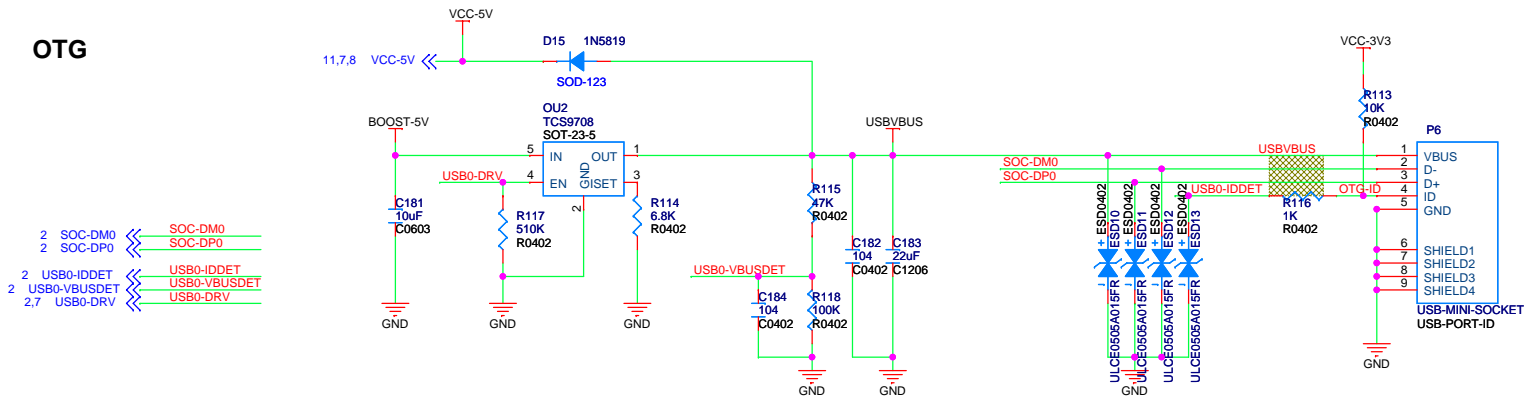 OTG
VCC-5V
11,7,8 VCC-5V
D15 1N5819
SOD-123
OU2
TCS9708
SOT-23-5
BOOST-5V
5 IN OUT 1
4 EN GND GISET 3
2
USB0-DRV
C181
10uF
C0603
GND
R117
510K
R0402
GND
R114
6.8K
R0402
GND
2 SOC-DM0 SOC-DM0
2 SOC-DP0 SOC-DP0
2 USB0-IDDET USB0-IDDET
2 USB0-VBUSDET USB0-VBUSDET
2,7 USB0-DRV USB0-DRV
USBVBUS
R115
47K
R0402
USB0-VBUSDET
C184
104
C0402
R118
100K
R0402
GND
C182
104
C0402
C183
22uF
C1206
GND
SOC-DM0
SOC-DP0
ESD0402
ESD10
ULCE0505A015FR
ESD0402
ESD11
ULCE0505A015FR
ESD0402
ESD12
ULCE0505A015FR
ESD0402
ESD13
ULCE0505A015FR
GND
VCC-3V3
R113
10K
R0402
USBVBUS
USB0-IDDET
OTG-ID
R116
1K
R0402
P6
1 VBUS
2 D-
3 D+
4 ID
5 GND
6 SHIELD1
7 SHIELD2
8 SHIELD3
9 SHIELD4
USB-MINI-SOCKET
USB-PORT-ID
GND